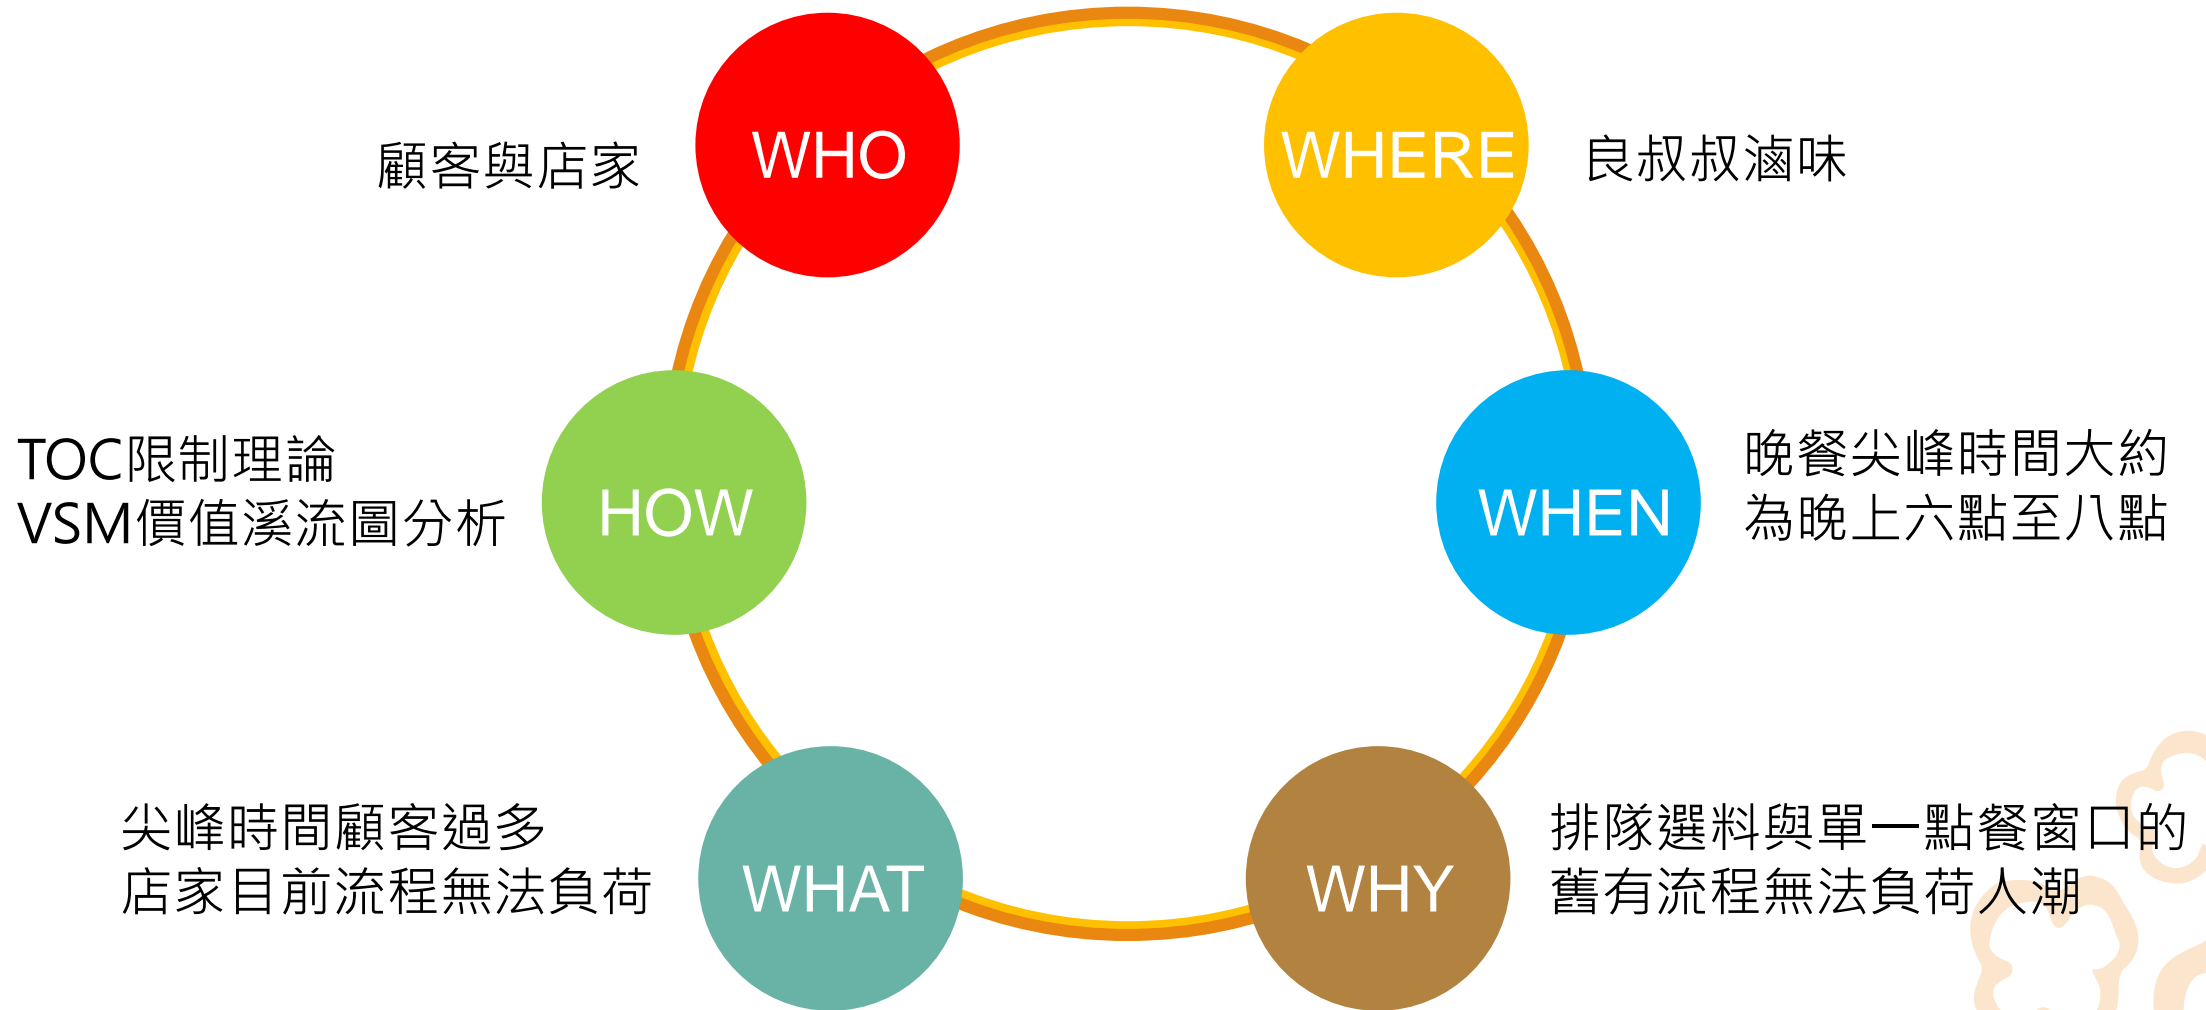 顧客與店家
WHO
WHERE
良叔叔滷味
TOC限制理論
VSM價值溪流圖分析
HOW
WHEN
晚餐尖峰時間大約
為晚上六點至八點
尖峰時間顧客過多
店家目前流程無法負荷
WHAT
WHY
排隊選料與單一點餐窗口的
舊有流程無法負荷人潮